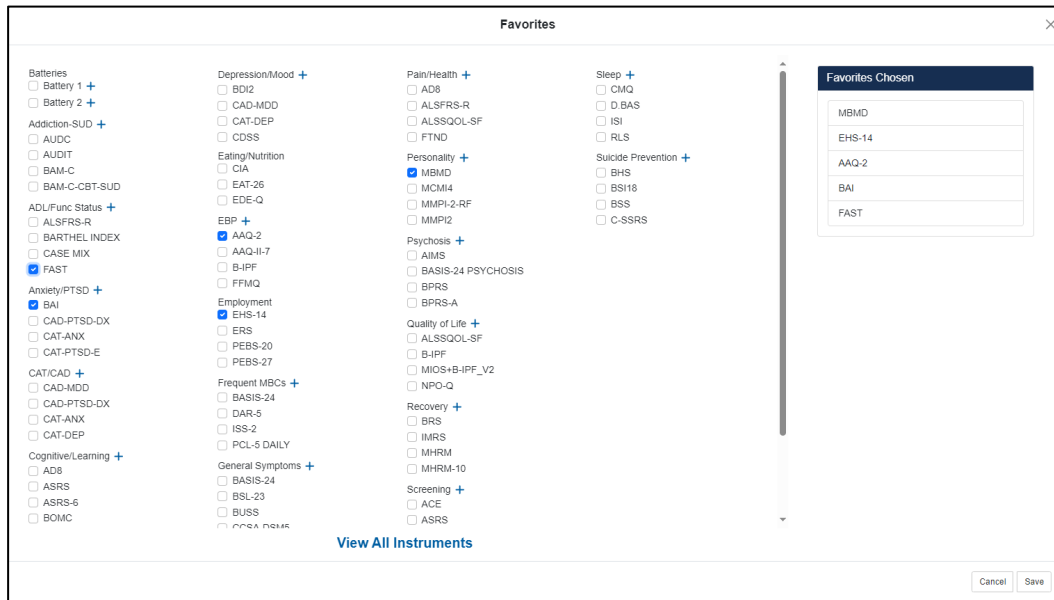 Favorites
Batteries
Battery 1 +
Battery 2 +
Addiction-SUD +
AUDC
AUDIT
BAM-C
BAM-C-CBT-SUD
ADL/Func Status +
ALSFRS-R
BARTHEL INDEX
CASE MIX
FAST
Anxiety/PTSD +
BAI
CAD-PTSD-DX
CAT-ANX
CAT-PTSD-E
CAT/CAD +
CAD-MDD
CAD-PTSD-DX
CAT-ANX
CAT-DEP
Cognitive/Learning +
AD8
ASRS
ASRS-6
BOMC
Depression/Mood +
BDI2
CAD-MDD
CAT-DEP
CDSS
Eating/Nutrition
CIA
EAT-26
EDE-Q
EBP +
AAQ-2
AAQ-II-7
B-IPF
FFMQ
Employment
EHS-14
ERS
PEBS-20
PEBS-27
Frequent MBCs +
BASIS-24
DAR-5
ISS-2
PCL-5 DAILY
General Symptoms +
BASIS-24
BSL-23
BUSS
CCSA-DSM5
Pain/Health +
AD8
ALSFRS-R
ALSSQOL-SF
FTND
Personality +
MBMD
MCMI4
MMPI-2-RF
MMPI2
Psychosis +
AIMS
BASIS-24 PSYCHOSIS
BPRS
BPRS-A
Quality of Life +
ALSSQOL-SF
B-IPF
MIOS+B-IPF_V2
NPO-Q
Recovery +
BRS
IMRS
MHRM
MHRM-10
Screening +
ACE
ASRS
Sleep +
CMQ
D.BAS
ISI
RLS
Suicide Prevention +
BHS
BSI18
BSS
C-SSRS
Favorites Chosen
MBMD
EHS-14
AAQ-2
BAI
FAST
View All Instruments
Cancel
Save